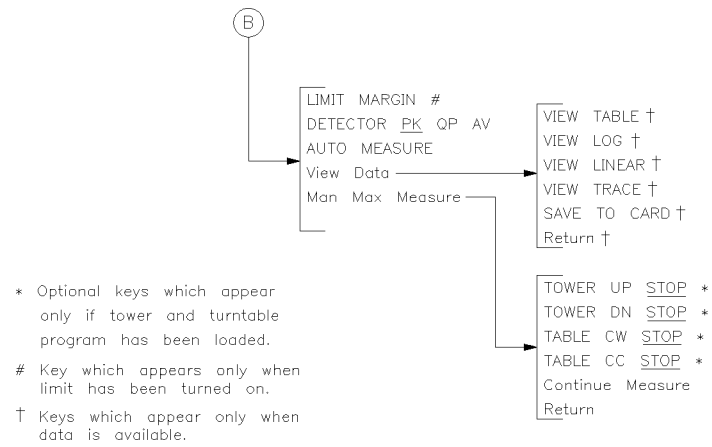 B
LIMIT MARGIN #
DETECTOR PK QP AV
AUTO MEASURE
View Data
Man Max Measure
VIEW TABLE †
VIEW LOG †
VIEW LINEAR †
VIEW TRACE †
SAVE TO CARD †
Return †
TOWER UP STOP *
TOWER DN STOP *
TABLE CW STOP *
TABLE CC STOP *
Continue Measure
Return
* Optional keys which appear
only if tower and turntable
program has been loaded.
# Key which appears only when
limit has been turned on.
† Keys which appear only when
data is available.